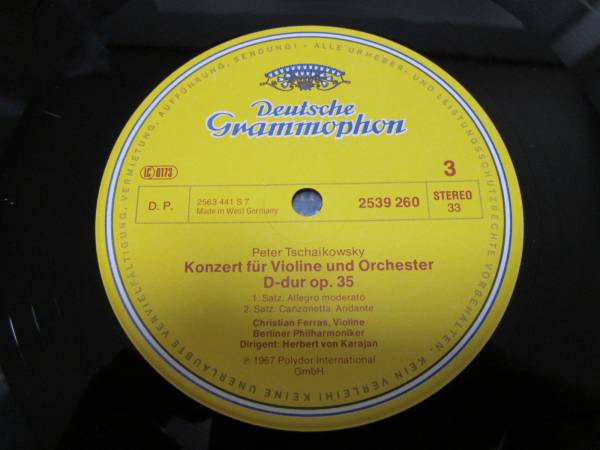 VERVIELFÄLTIGUNG, VERMIETUNG, AUFFÜHRUNG, SENDUNG! - ALLE URHEBER- UND LEISTUNGSSCHUTZRECHTE VORBEHALTEN. KEIN VERLEIH! KEINE UNERLAUBTE
Deutsche
Grammophon
LC 0173
3
D. P.
2563 441 S 7
Made in West Germany
2539 260
STEREO
33
Peter Tschaikowsky
Konzert für Violine und Orchester
D-dur op. 35
1. Satz: Allegro moderato
2. Satz: Canzonetta. Andante
Christian Ferras, Violine
Berliner Philharmoniker
Dirigent: Herbert von Karajan
℗ 1967 Polydor International
GmbH